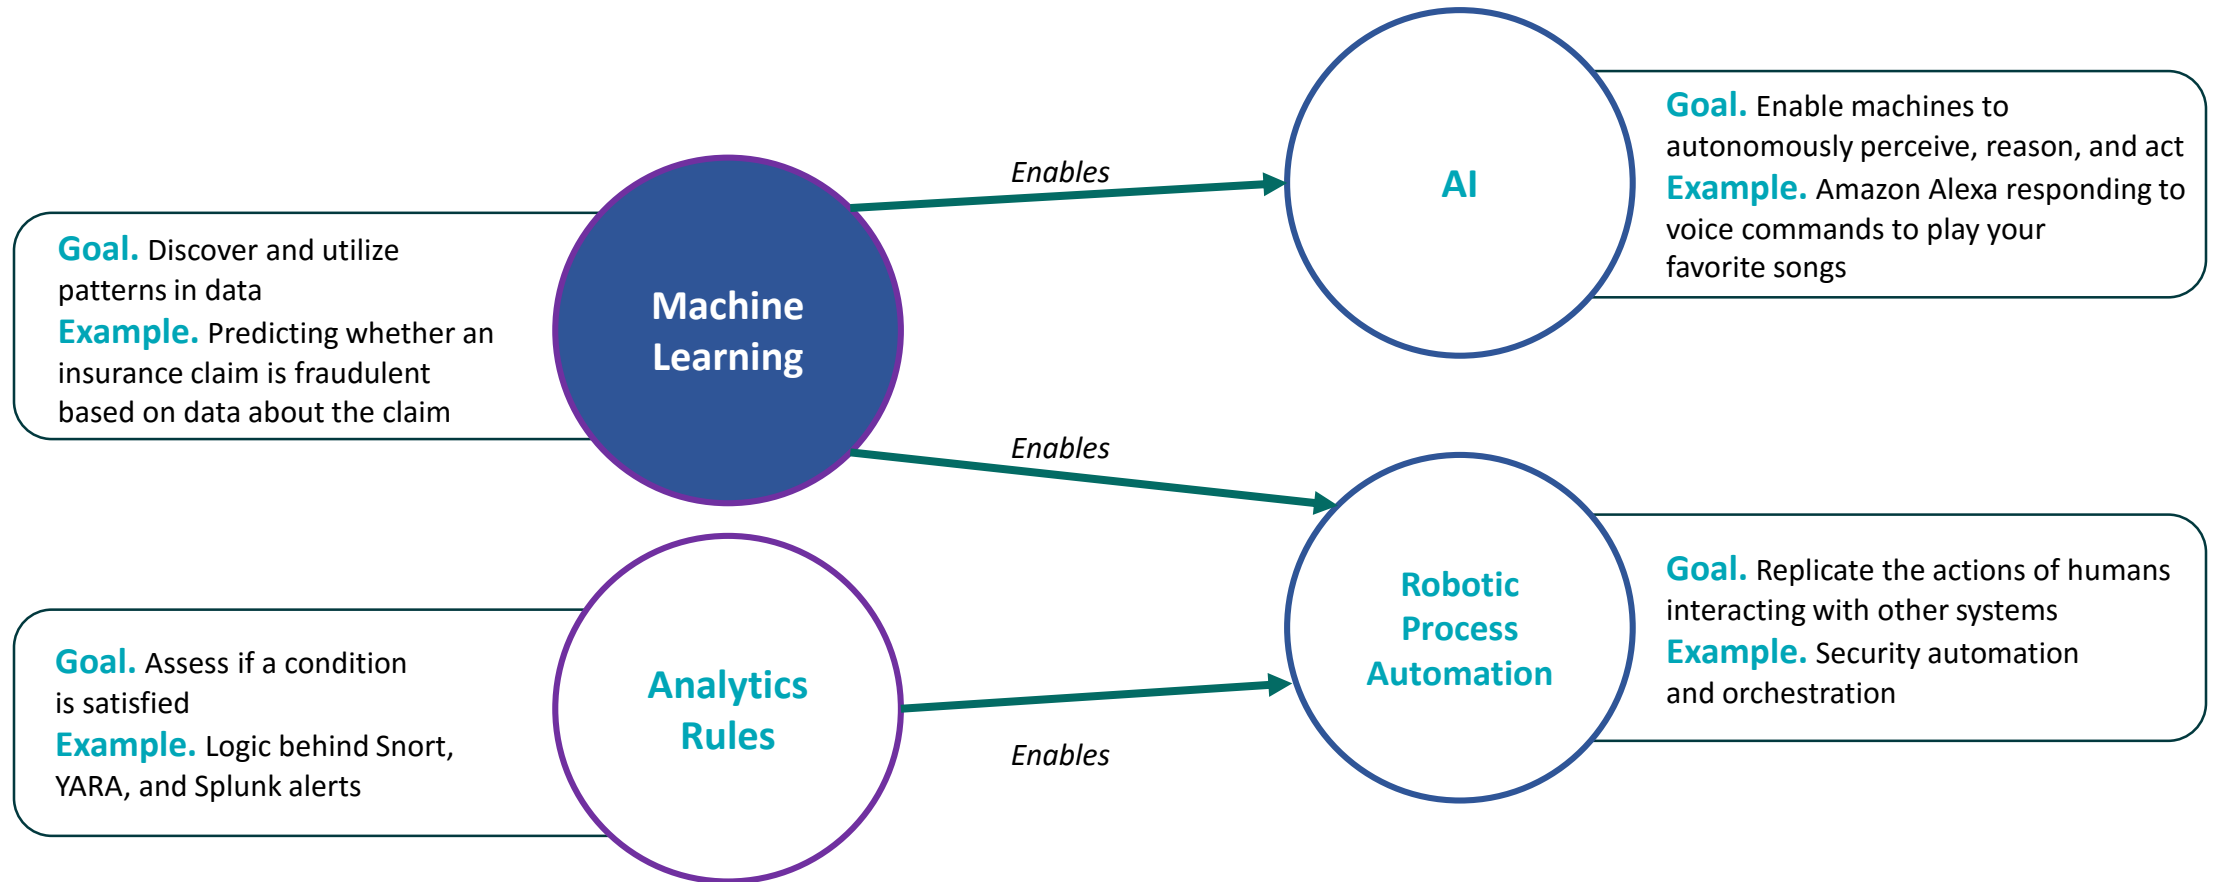 Goal. Discover and utilize
patterns in data
Example. Predicting whether an
insurance claim is fraudulent
based on data about the claim
Machine
Learning
Enables
AI
Goal. Enable machines to
autonomously perceive, reason, and act
Example. Amazon Alexa responding to
voice commands to play your
favorite songs
Enables
Goal. Assess if a condition
is satisfied
Example. Logic behind Snort,
YARA, and Splunk alerts
Analytics
Rules
Enables
Robotic
Process
Automation
Goal. Replicate the actions of humans
interacting with other systems
Example. Security automation
and orchestration